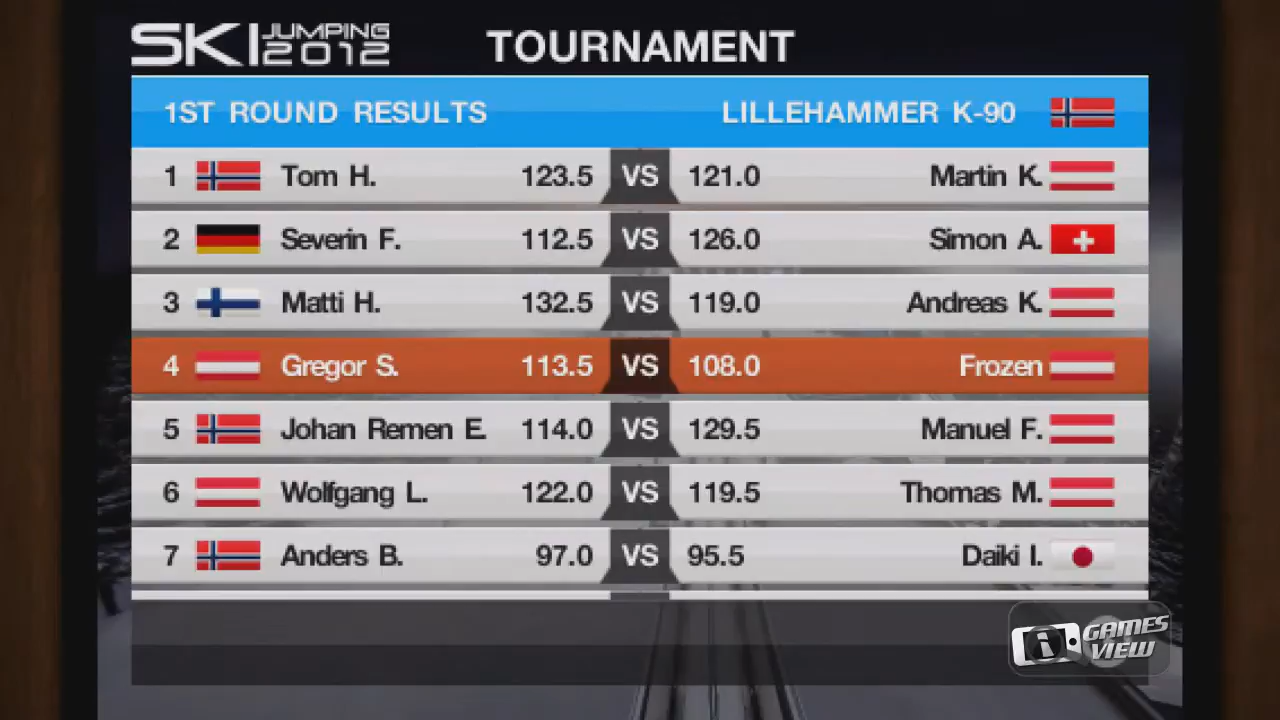 SKI JUMPING 2012 TOURNAMENT
1ST ROUND RESULTS LILLEHAMMER K-90
1 Tom H. 123.5 VS 121.0 Martin K.
2 Severin F. 112.5 VS 126.0 Simon A.
3 Matti H. 132.5 VS 119.0 Andreas K.
4 Gregor S. 113.5 VS 108.0 Frozen
5 Johan Remen E. 114.0 VS 129.5 Manuel F.
6 Wolfgang L. 122.0 VS 119.5 Thomas M.
7 Anders B. 97.0 VS 95.5 Daiki I.
i GAMES
VIEW